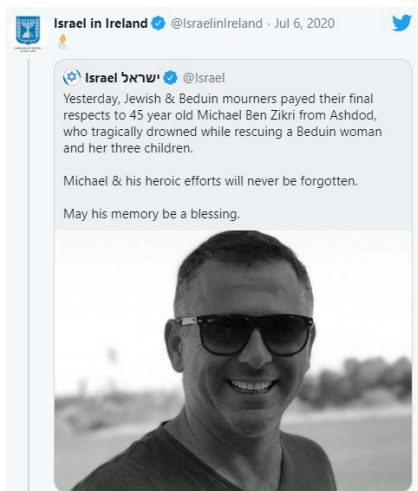 Israel in Ireland @IsraelinIreland · Jul 6, 2020
Israel ישראל @Israel
Yesterday, Jewish & Beduin mourners payed their final
respects to 45 year old Michael Ben Zikri from Ashdod,
who tragically drowned while rescuing a Beduin woman
and her three children.
Michael & his heroic efforts will never be forgotten.
May his memory be a blessing.